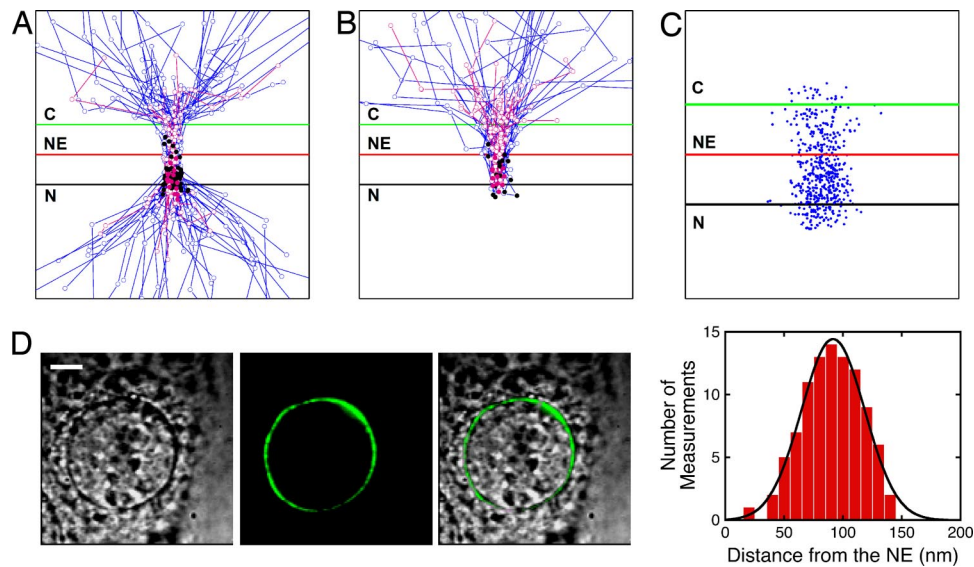 A
C
NE
N
B
C
NE
N
C
C
NE
N
D
15
10
5
0
Number of
Measurements
0 50 100 150 200
Distance from the NE (nm)